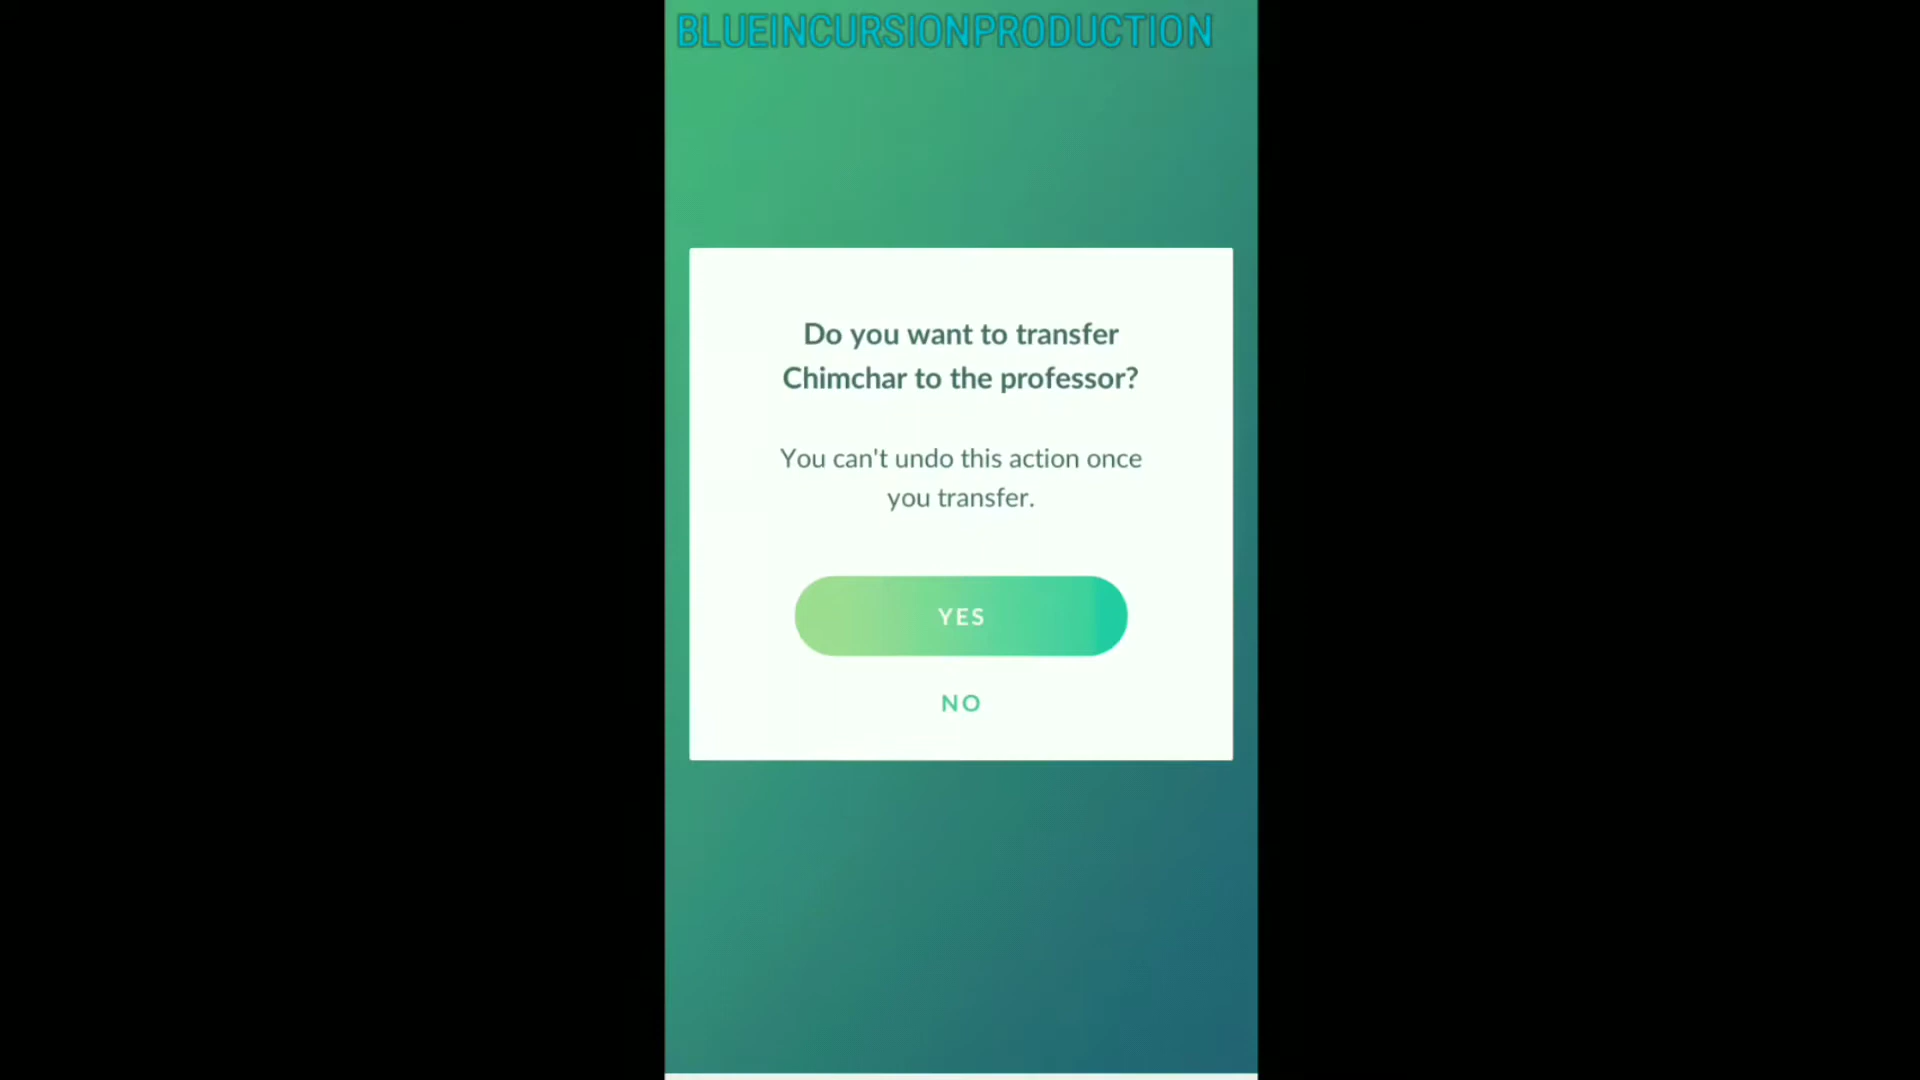 BLUEINCURSIONPRODUCTION
Do you want to transfer
Chimchar to the professor?
You can't undo this action once
you transfer.
YES
NO